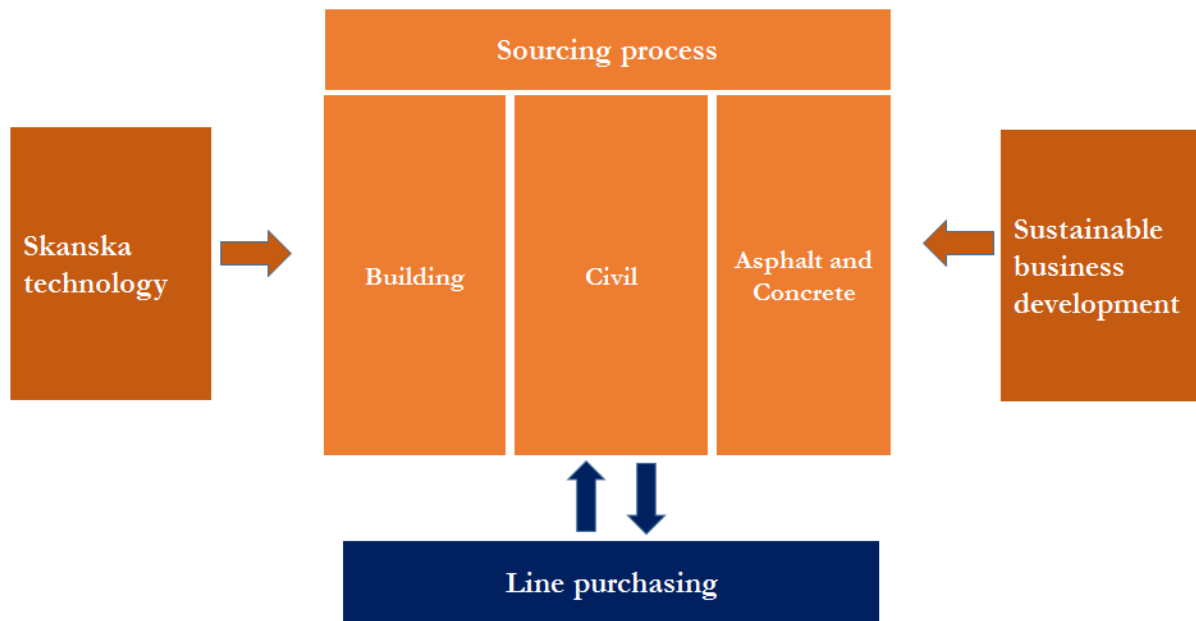 Sourcing process
Skanska
technology
Building
Civil
Asphalt and
Concrete
Sustainable
business
development
Line purchasing